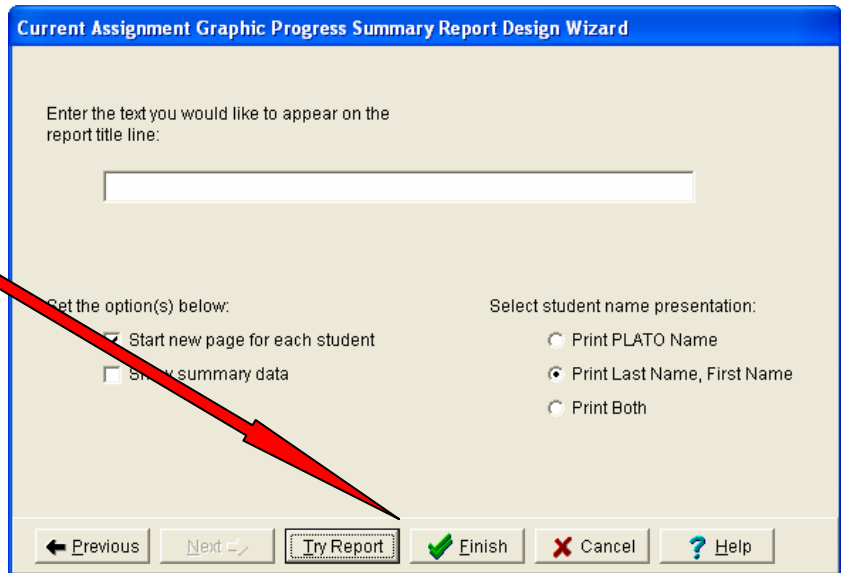 Current Assignment Graphic Progress Summary Report Design Wizard
Enter the text you would like to appear on the
report title line:
Set the option(s) below:
Select student name presentation:
Start new page for each student
Print PLATO Name
Show summary data
Print Last Name, First Name
Print Both
Previous
Next
Try Report
Finish
Cancel
Help